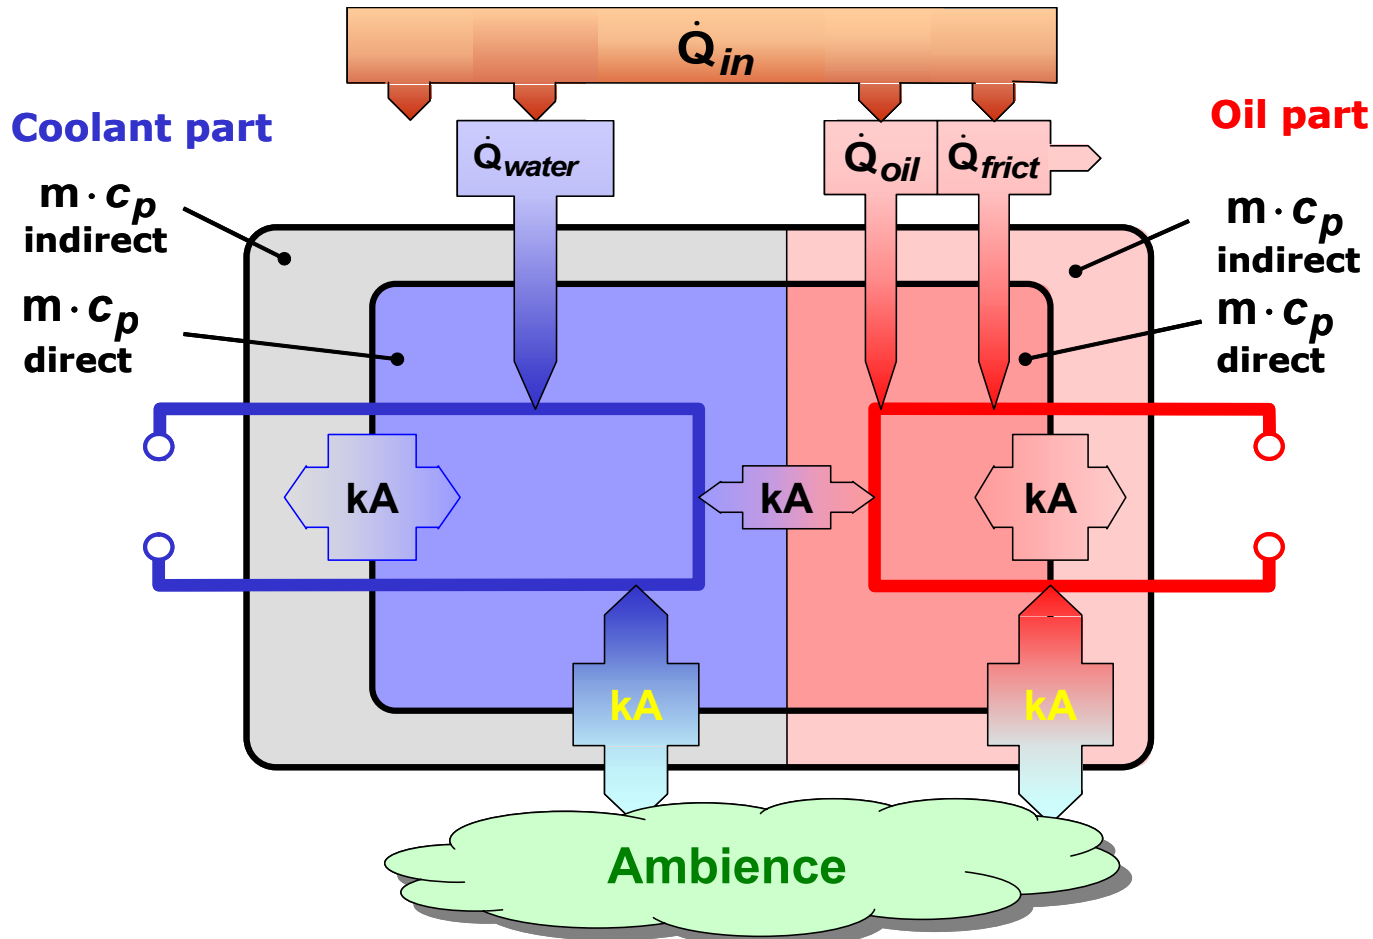 Q̇in
Coolant part
Oil part
Q̇water
Q̇oil
Q̇frict
m · cp
indirect
m · cp
indirect
m · cp
direct
m · cp
direct
kA
kA
kA
kA
kA
Ambience